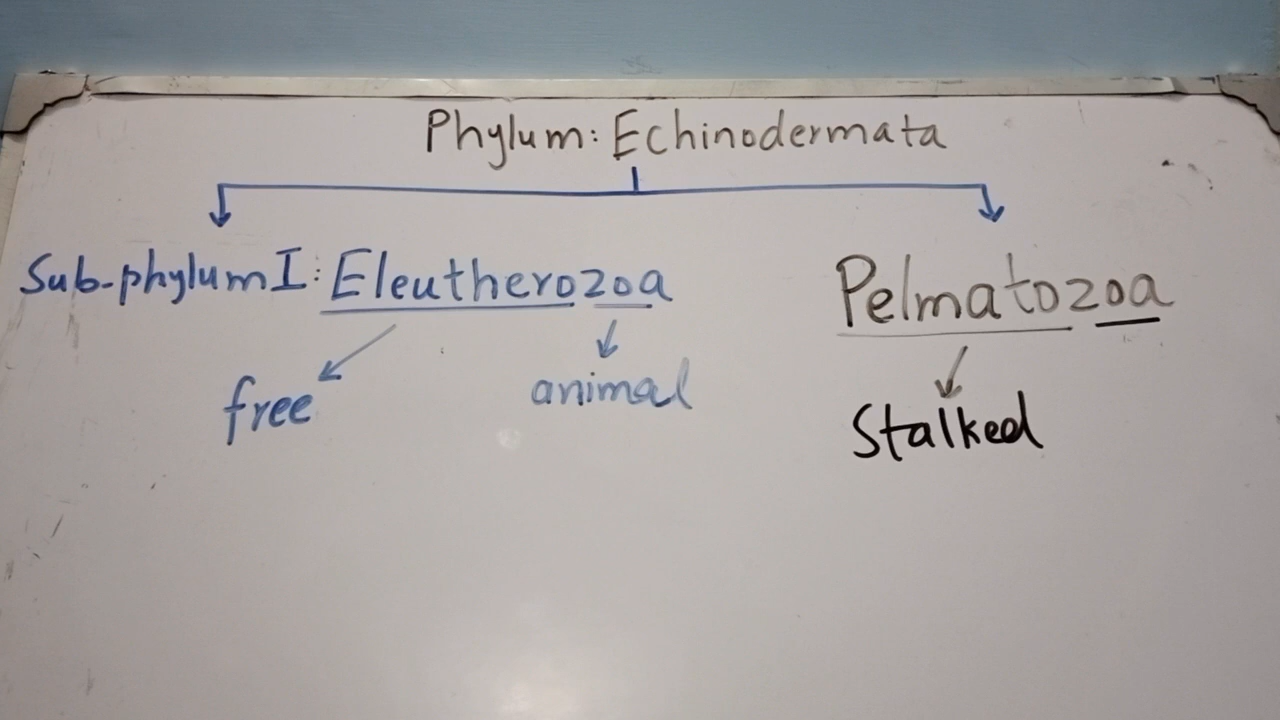 Phylum: Echinodermata
Sub-phylum I: Eleutherozoa
Pelmatozoa
free
animal
Stalked